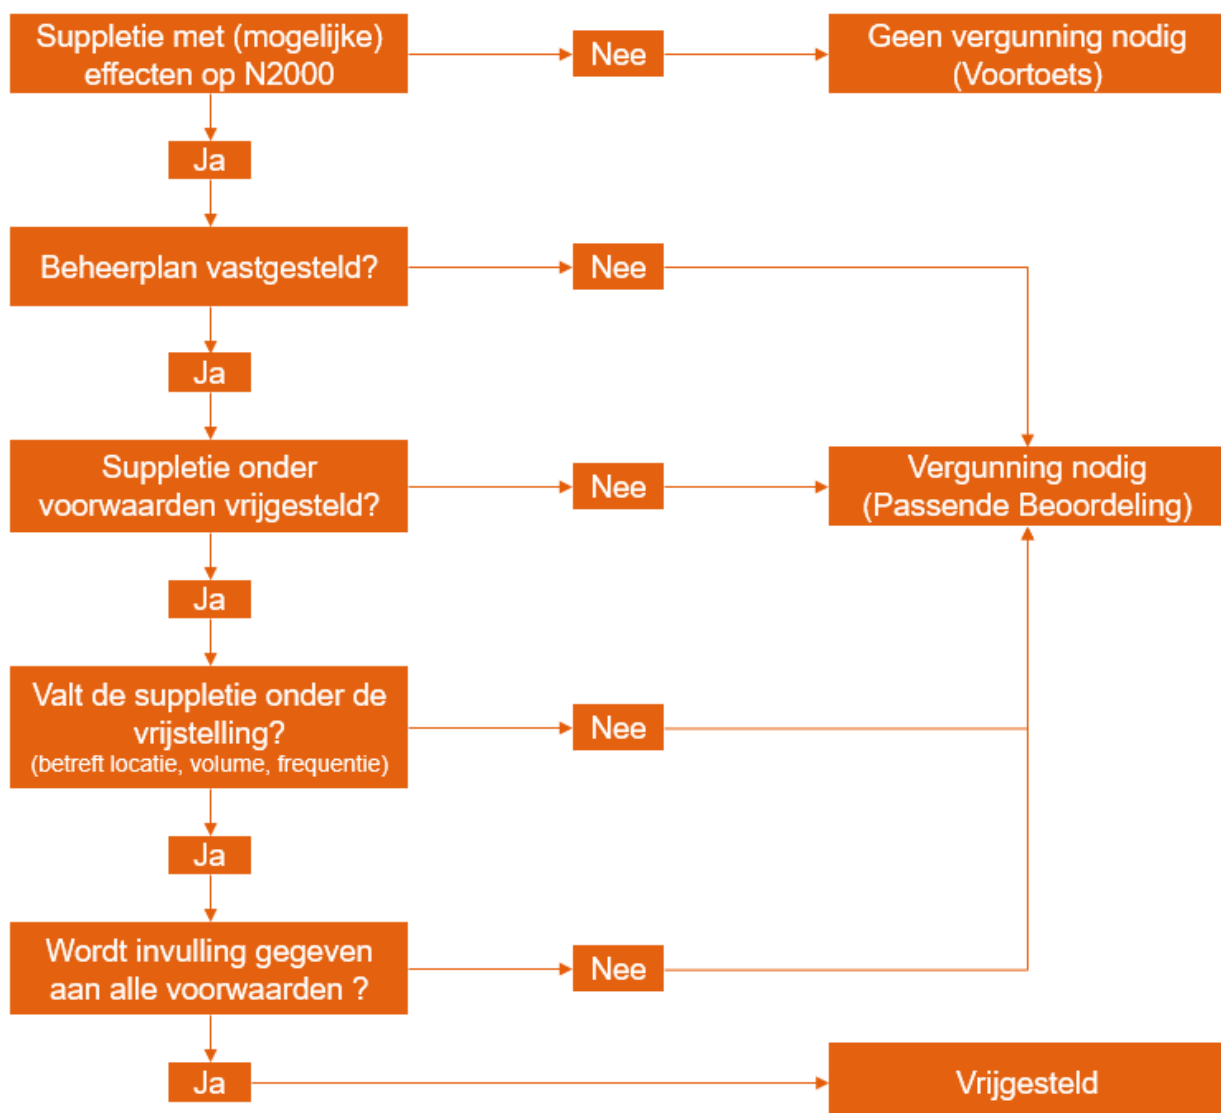 Suppletie met (mogelijke)
effecten op N2000
Nee
Geen vergunning nodig
(Voortoets)
Ja
Beheerplan vastgesteld?
Nee
Ja
Suppletie onder
voorwaarden vrijgesteld?
Nee
Vergunning nodig
(Passende Beoordeling)
Ja
Valt de suppletie onder de
vrijstelling?
(betreft locatie, volume, frequentie)
Nee
Ja
Wordt invulling gegeven
aan alle voorwaarden ?
Nee
Ja
Vrijgesteld